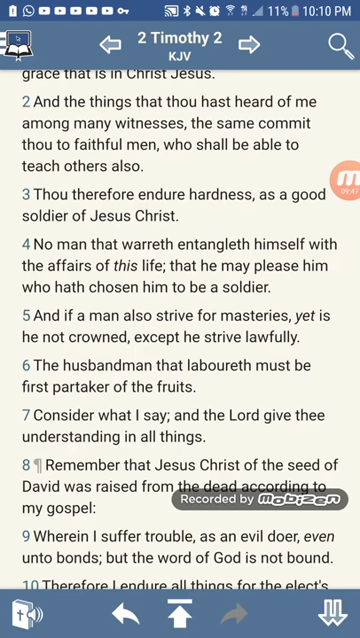 11% 10:10 PM
2 Timothy 2
KJV
grace that is in Christ Jesus.
2 And the things that thou hast heard of me
among many witnesses, the same commit
thou to faithful men, who shall be able to
teach others also.
3 Thou therefore endure hardness, as a good
soldier of Jesus Christ.
09:47
4 No man that warreth entangleth himself with
the affairs of this life; that he may please him
who hath chosen him to be a soldier.
5 And if a man also strive for masteries, yet is
he not crowned, except he strive lawfully.
6 The husbandman that laboureth must be
first partaker of the fruits.
7 Consider what I say; and the Lord give thee
understanding in all things.
8 ¶ Remember that Jesus Christ of the seed of
David was raised from the dead according to
Recorded by mobizen
my gospel:
9 Wherein I suffer trouble, as an evil doer, even
unto bonds; but the word of God is not bound.
10 Therefore I endure all things for the elect's